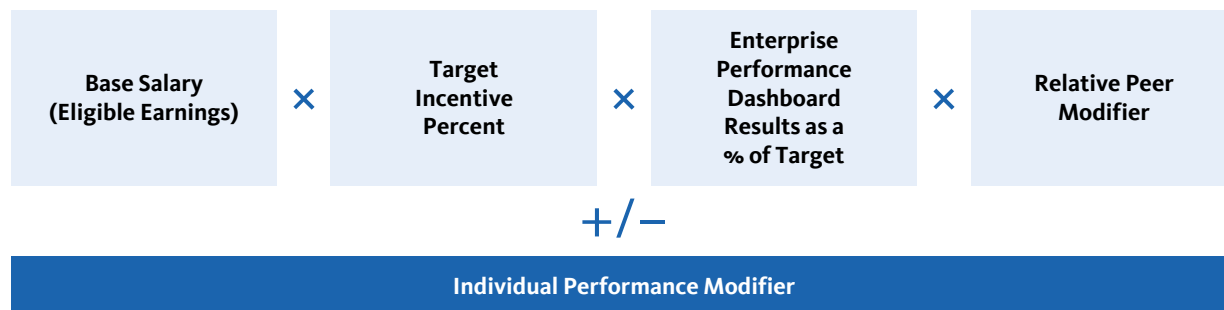 Base Salary
(Eligible Earnings)
×
Target
Incentive
Percent
×
Enterprise
Performance
Dashboard
Results as a
% of Target
×
Relative Peer
Modifier
+/−
Individual Performance Modifier